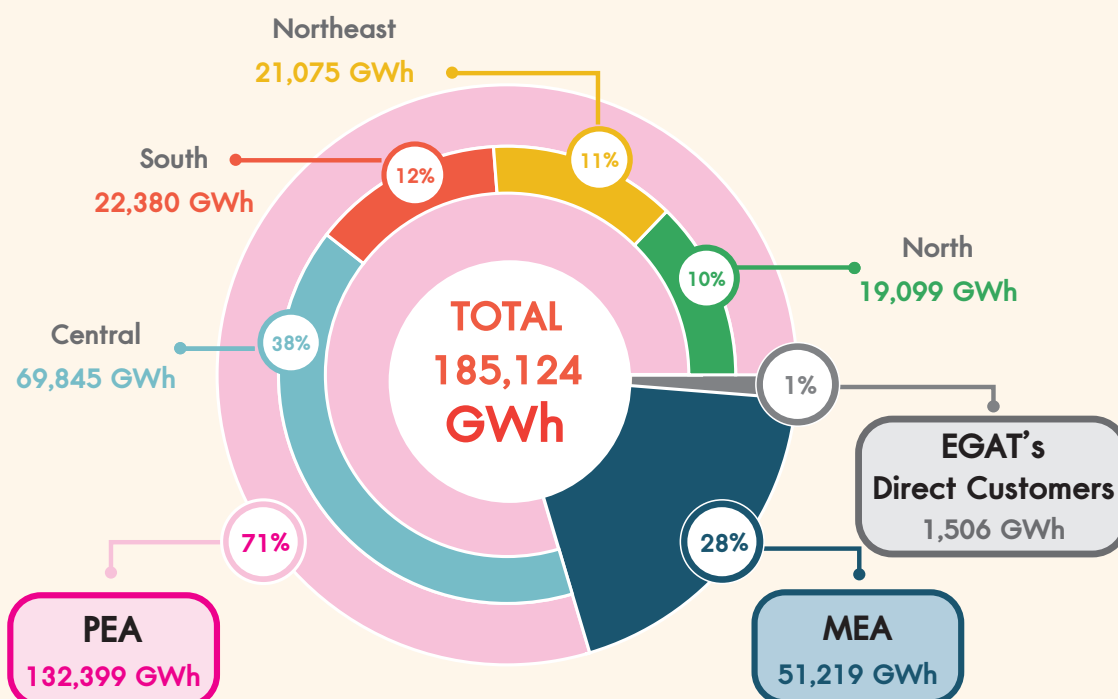 Northeast
21,075 GWh
11%
South
22,380 GWh
12%
North
19,099 GWh
10%
Central
69,845 GWh
38%
TOTAL
185,124
GWh
1%
EGAT's
Direct Customers
1,506 GWh
71%
PEA
132,399 GWh
28%
MEA
51,219 GWh